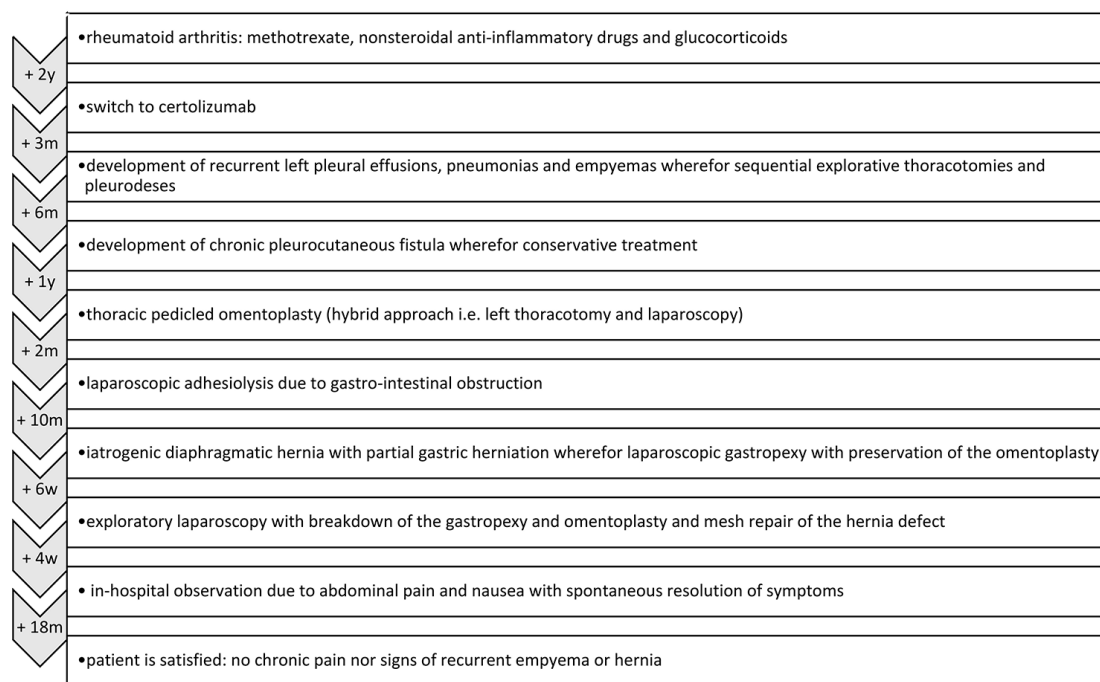 •rheumatoid arthritis: methotrexate, nonsteroidal anti-inflammatory drugs and glucocorticoids
+ 2y
•switch to certolizumab
+ 3m
•development of recurrent left pleural effusions, pneumonias and empyemas wherefor sequential explorative thoracotomies and
pleurodeses
+ 6m
•development of chronic pleurocutaneous fistula wherefor conservative treatment
+ 1y
•thoracic pedicled omentoplasty (hybrid approach i.e. left thoracotomy and laparoscopy)
+ 2m
•laparoscopic adhesiolysis due to gastro-intestinal obstruction
+ 10m
•iatrogenic diaphragmatic hernia with partial gastric herniation wherefor laparoscopic gastropexy with preservation of the omentoplasty
+ 6w
•exploratory laparoscopy with breakdown of the gastropexy and omentoplasty and mesh repair of the hernia defect
+ 4w
• in-hospital observation due to abdominal pain and nausea with spontaneous resolution of symptoms
+ 18m
•patient is satisfied: no chronic pain nor signs of recurrent empyema or hernia